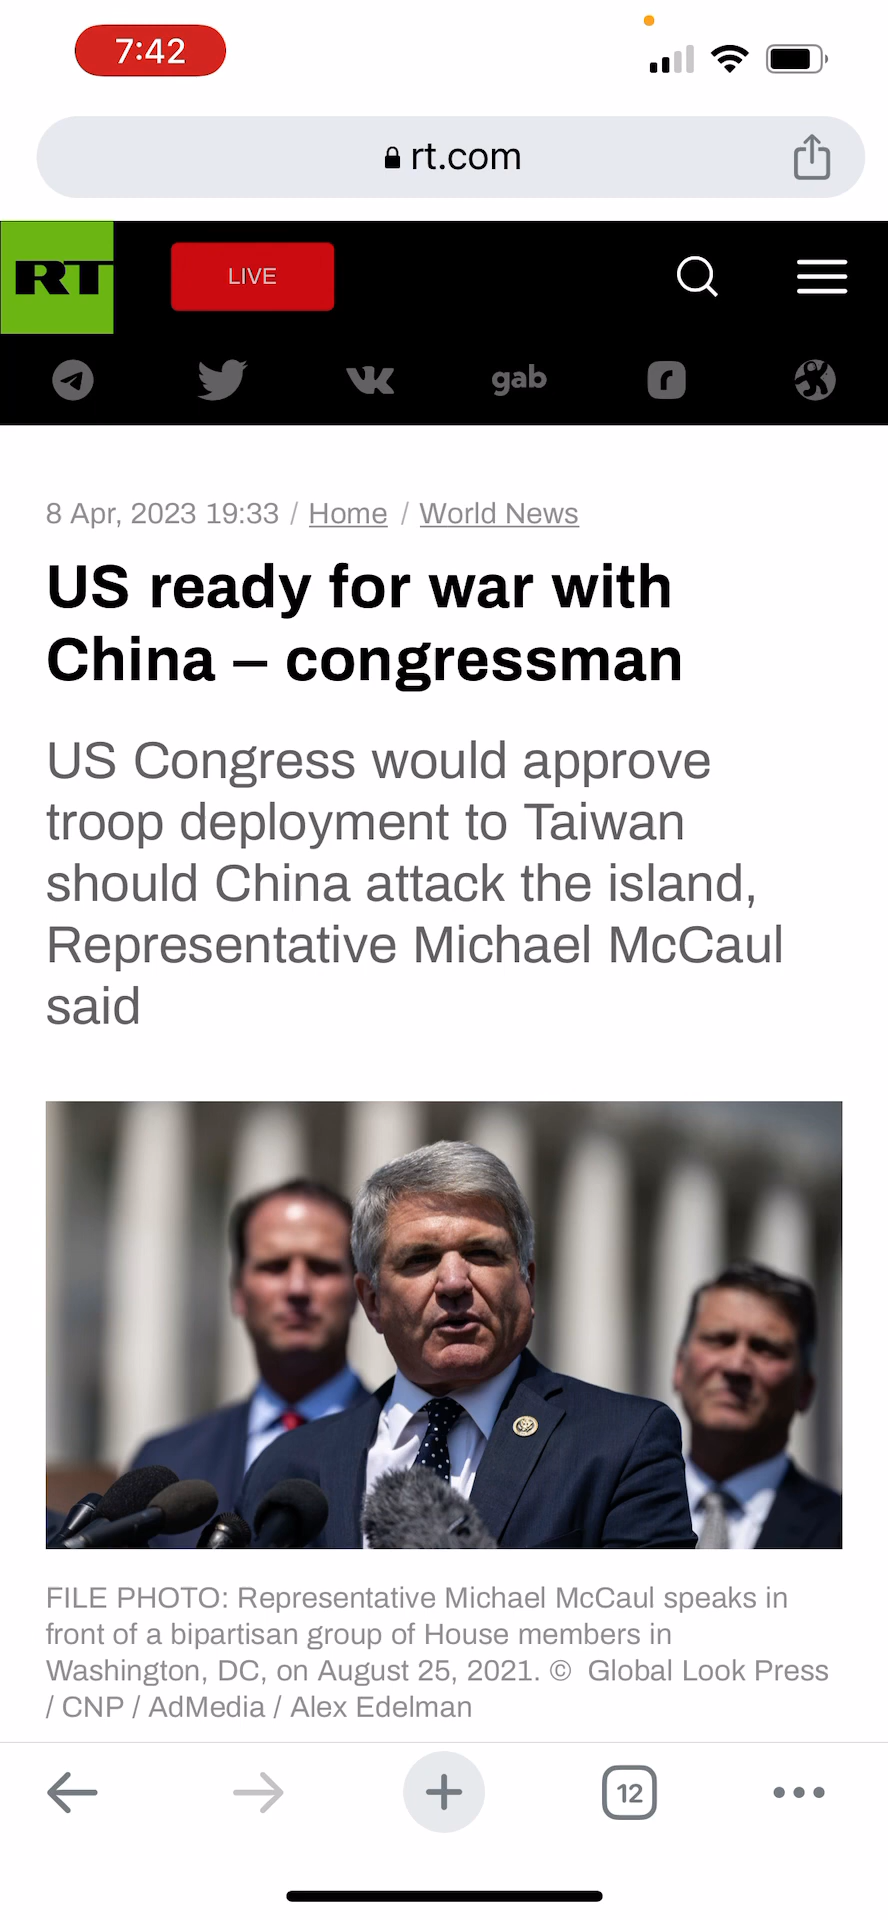 7:42
rt.com
RT
LIVE
gab
8 Apr, 2023 19:33 / Home / World News
US ready for war with
China – congressman
US Congress would approve
troop deployment to Taiwan
should China attack the island,
Representative Michael McCaul
said
FILE PHOTO: Representative Michael McCaul speaks in
front of a bipartisan group of House members in
Washington, DC, on August 25, 2021. © Global Look Press
/ CNP / AdMedia / Alex Edelman
12